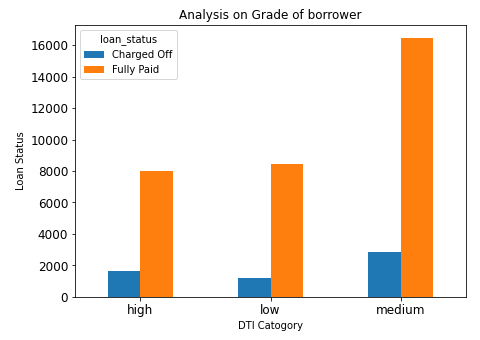 Analysis on Grade of borrower
loan_status
Charged Off
Fully Paid
Loan Status
16000
14000
12000
10000
8000
6000
4000
2000
0
high
low
medium
DTI Catogory